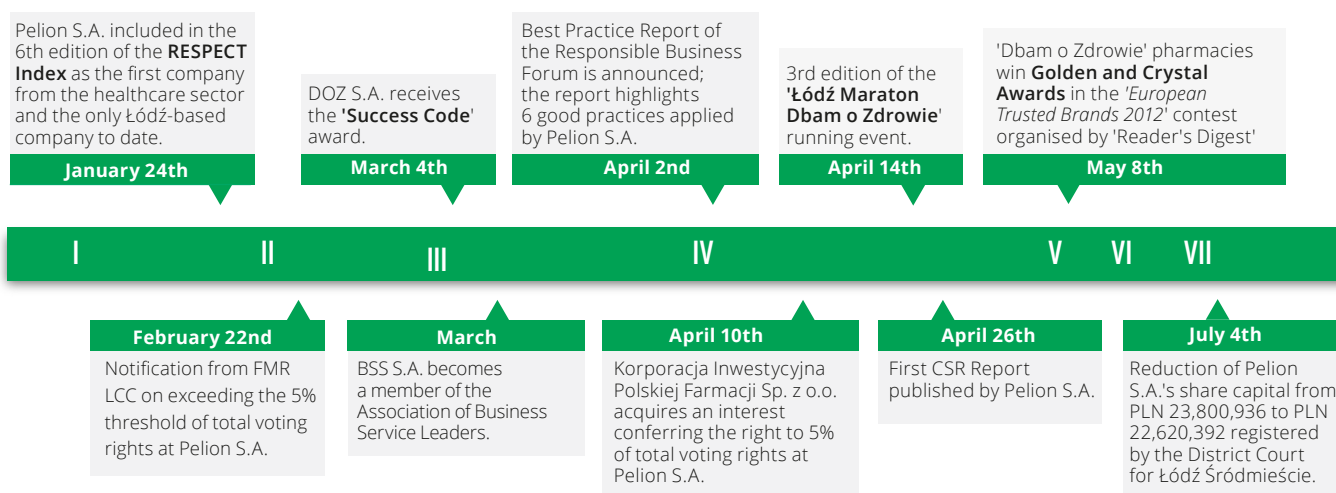 Pelion S.A. included in the
6th edition of the RESPECT
Index as the first company
from the healthcare sector
and the only Łódź-based
company to date.
January 24th
DOZ S.A. receives
the 'Success Code'
award.
March 4th
Best Practice Report of
the Responsible Business
Forum is announced;
the report highlights
6 good practices applied
by Pelion S.A.
April 2nd
3rd edition of the
'Łódź Maraton
Dbam o Zdrowie'
running event.
April 14th
'Dbam o Zdrowie' pharmacies
win Golden and Crystal
Awards in the 'European
Trusted Brands 2012' contest
organised by 'Reader's Digest'
May 8th
I II III IV V VI VII
February 22nd
Notification from FMR
LCC on exceeding the 5%
threshold of total voting
rights at Pelion S.A.
March
BSS S.A. becomes
a member of the
Association of Business
Service Leaders.
April 10th
Korporacja Inwestycyjna
Polskiej Farmacji Sp. z o.o.
acquires an interest
conferring the right to 5%
of total voting rights at
Pelion S.A.
April 26th
First CSR Report
published by Pelion S.A.
July 4th
Reduction of Pelion
S.A.'s share capital from
PLN 23,800,936 to PLN
22,620,392 registered
by the District Court
for Łódź Śródmieście.